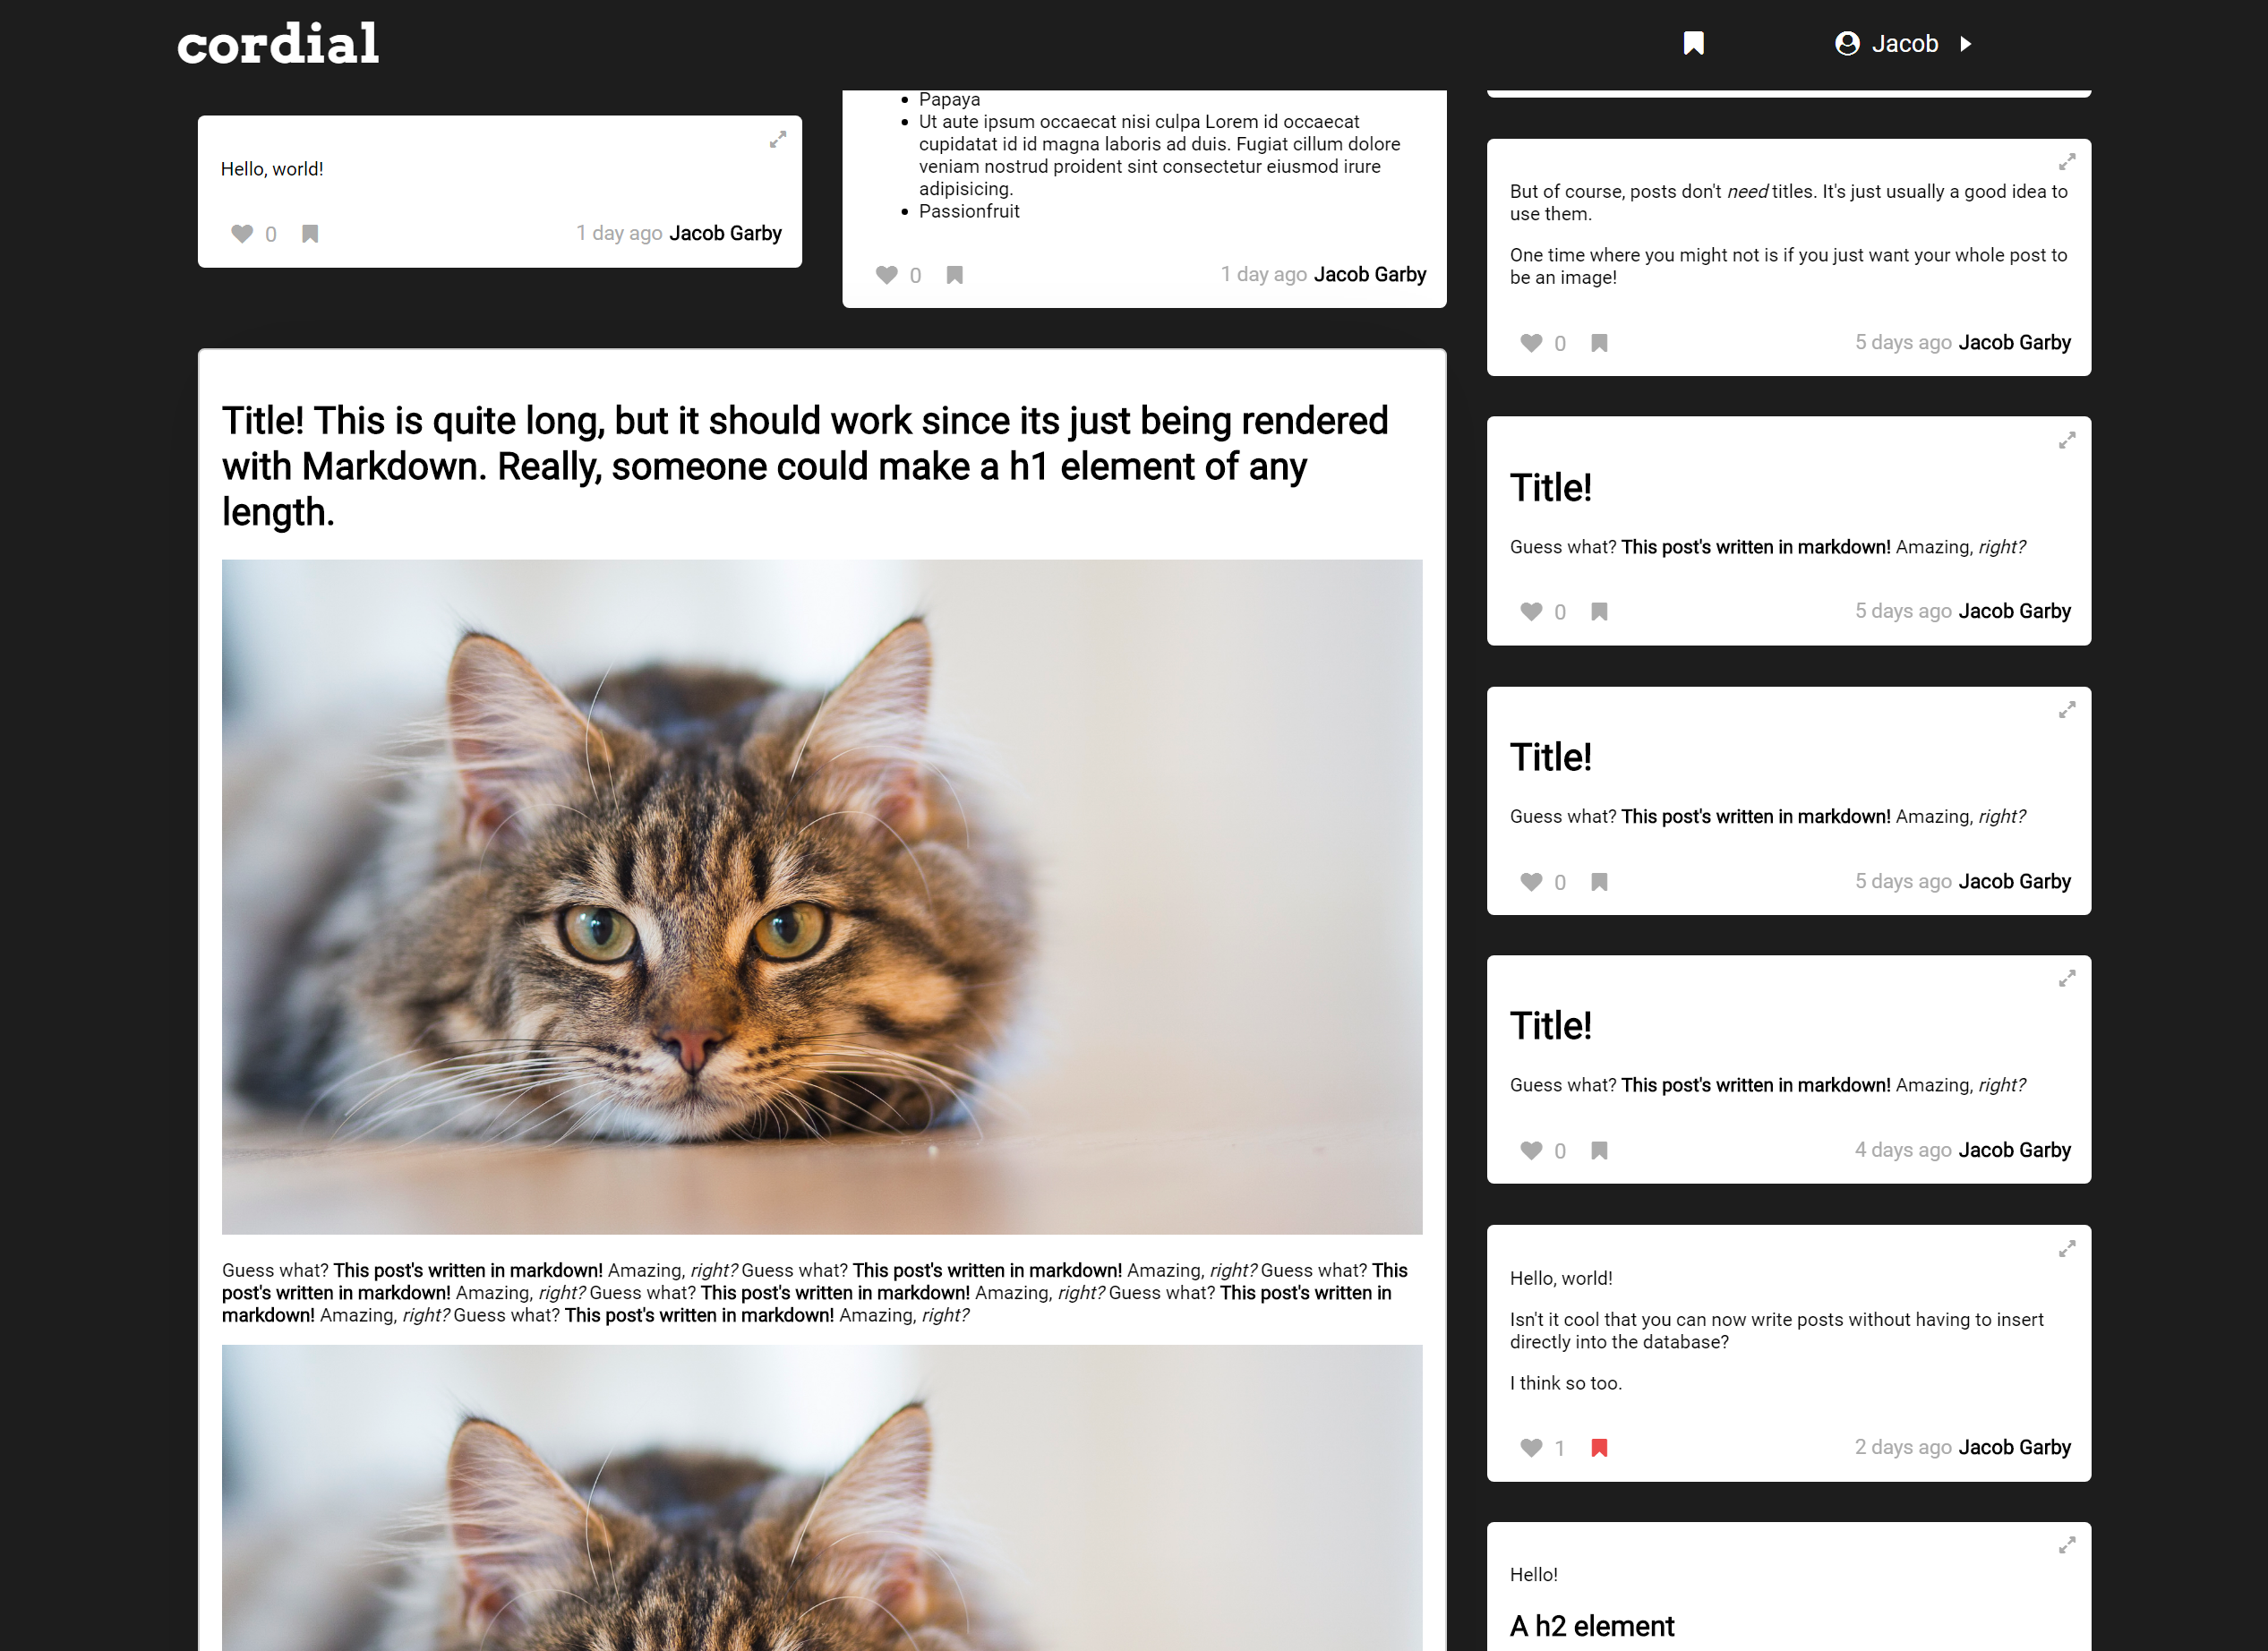 cordial
Jacob
Hello, world!
0
1 day ago Jacob Garby
Papaya
Ut aute ipsum occaecat nisi culpa Lorem id occaecat
cupidatat id id magna laboris ad duis. Fugiat cillum dolore
veniam nostrud proident sint consectetur eiusmod irure
adipisicing.
Passionfruit
0
1 day ago Jacob Garby
Title! This is quite long, but it should work since its just being rendered
with Markdown. Really, someone could make a h1 element of any
length.
Guess what? This post's written in markdown! Amazing, right? Guess what? This post's written in markdown! Amazing, right? Guess what? This
post's written in markdown! Amazing, right? Guess what? This post's written in markdown! Amazing, right? Guess what? This post's written in
markdown! Amazing, right? Guess what? This post's written in markdown! Amazing, right?
But of course, posts don't need titles. It's just usually a good idea to
use them.
One time where you might not is if you just want your whole post to
be an image!
0
5 days ago Jacob Garby
Title!
Guess what? This post's written in markdown! Amazing, right?
0
5 days ago Jacob Garby
Title!
Guess what? This post's written in markdown! Amazing, right?
0
5 days ago Jacob Garby
Title!
Guess what? This post's written in markdown! Amazing, right?
0
4 days ago Jacob Garby
Hello, world!
Isn't it cool that you can now write posts without having to insert
directly into the database?
I think so too.
1
2 days ago Jacob Garby
Hello!
A h2 element